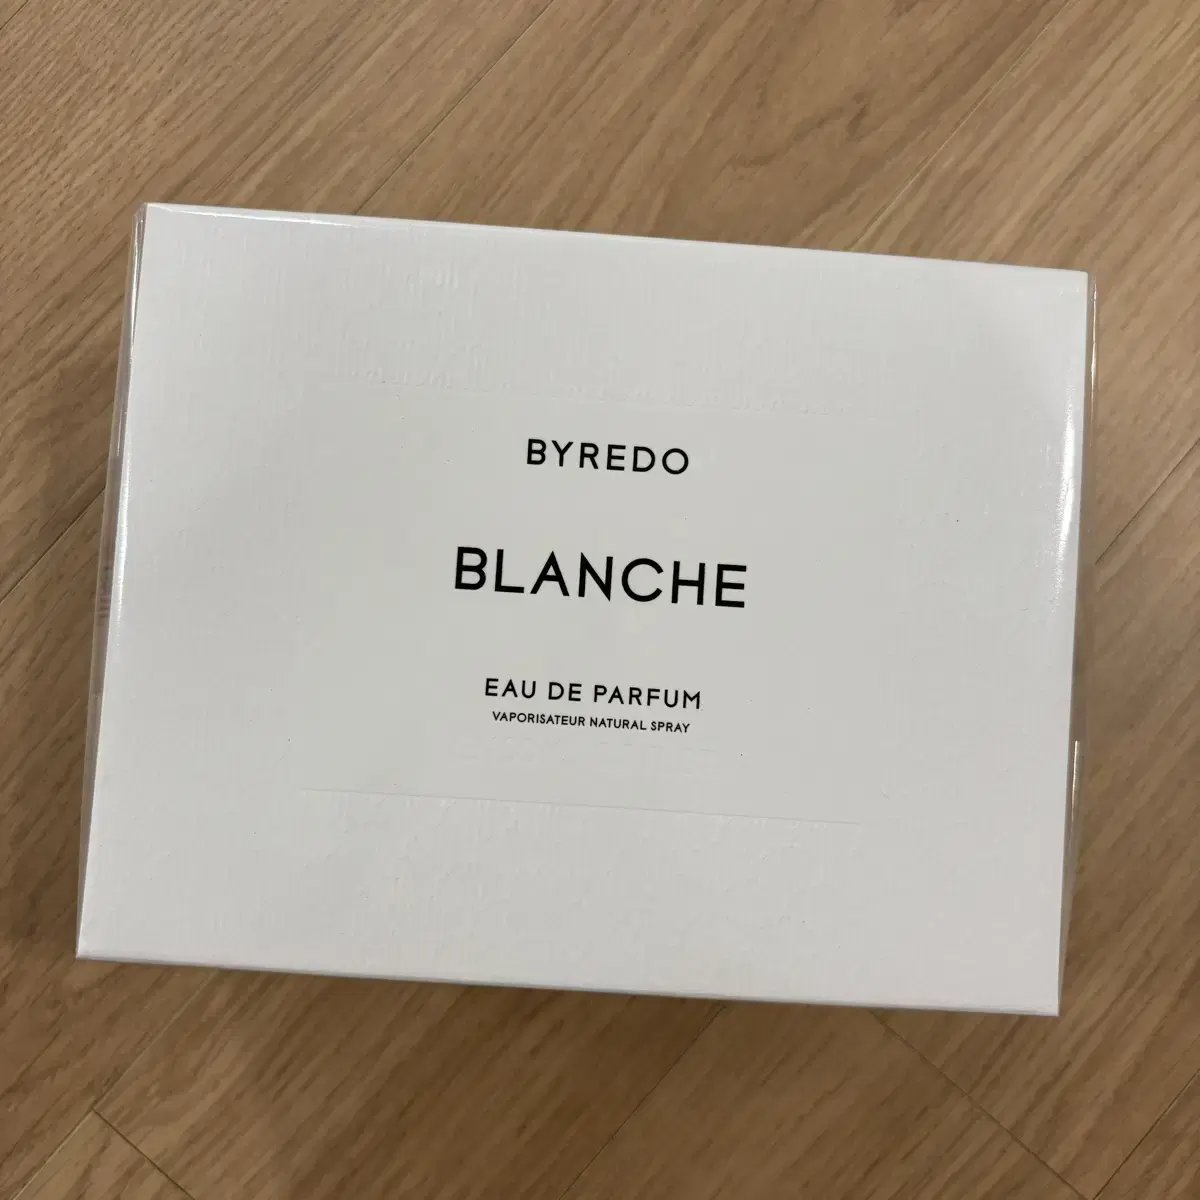 BYREDO
BLANCHE
EAU DE PARFUM
VAPORISATEUR NATURAL SPRAY